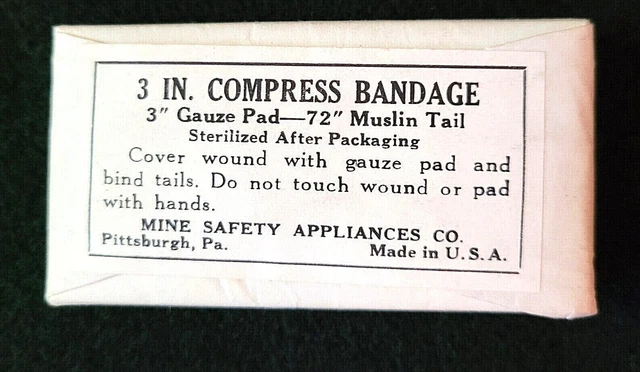 3 IN. COMPRESS BANDAGE
3" Gauze Pad—72" Muslin Tail
Sterilized After Packaging
Cover wound with gauze pad and
bind tails. Do not touch wound or pad
with hands.
MINE SAFETY APPLIANCES CO.
Pittsburgh, Pa. Made in U.S.A.